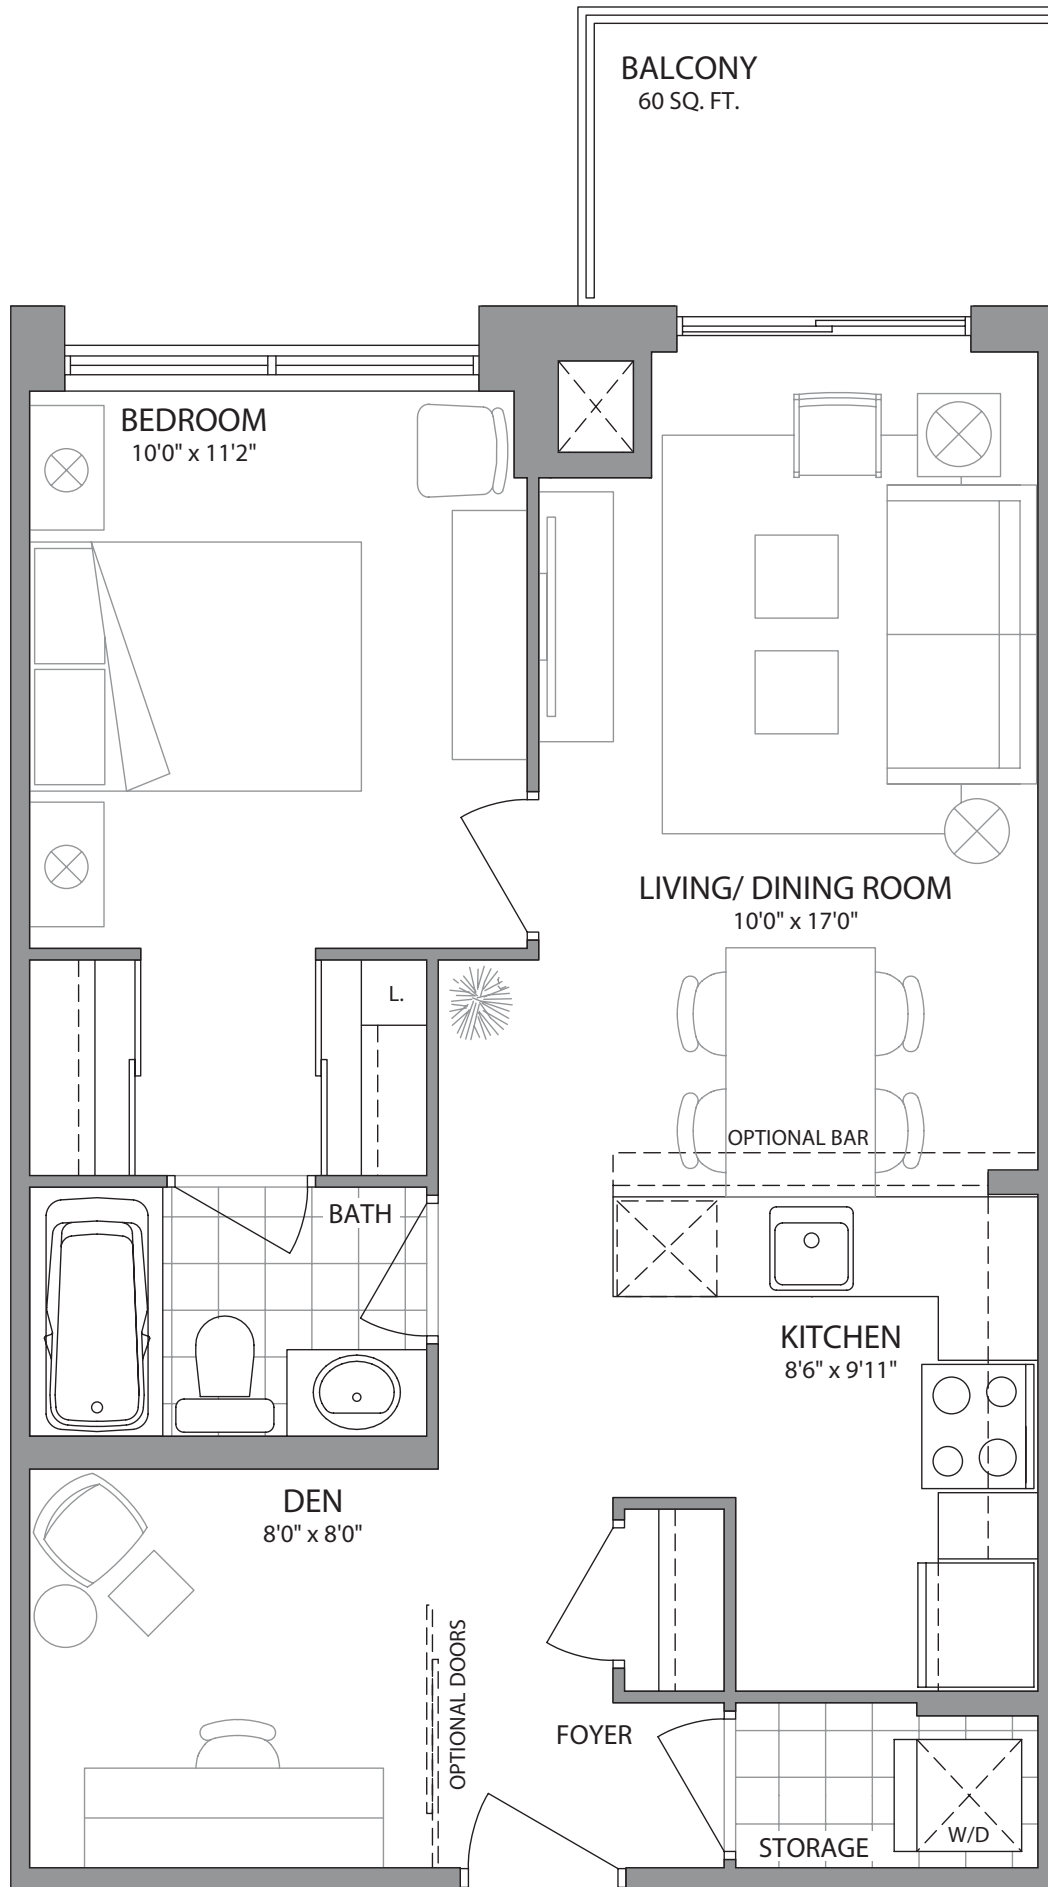 BALCONY
60 SQ. FT.
BEDROOM
10'0" x 11'2"
LIVING/ DINING ROOM
10'0" x 17'0"
L.
OPTIONAL BAR
BATH
KITCHEN
8'6" x 9'11"
DEN
8'0" x 8'0"
OPTIONAL DOORS
FOYER
STORAGE
W/D